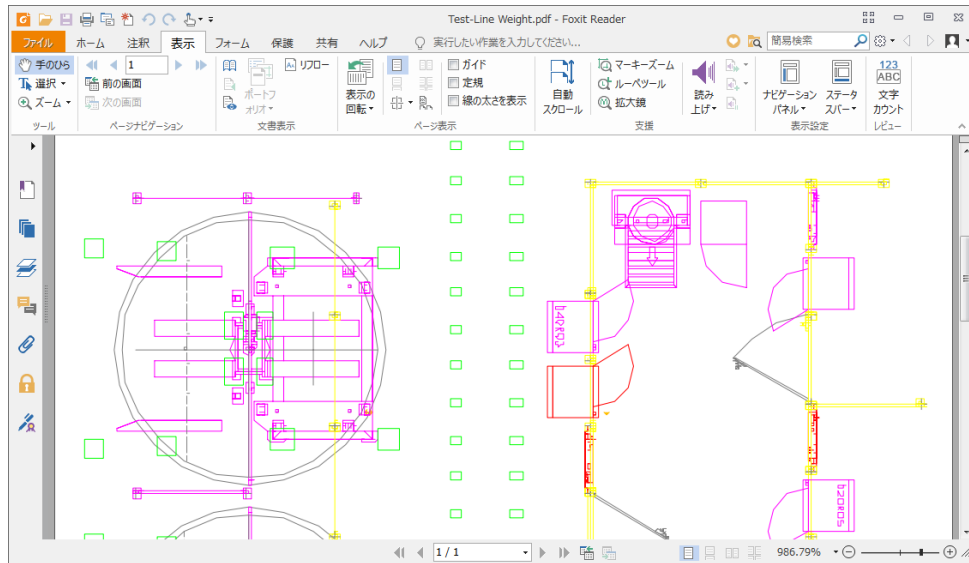 Test-Line Weight.pdf - Foxit Reader
ファイル ホーム 注釈 表示 フォーム 保護 共有 ヘルプ 実行したい作業を入力してください... 簡易検索
手のひら
選択
ズーム
ツール
1
前の画面
次の画面
ページナビゲーション
リフロー
ポートフォリオ
文書表示
表示の
回転
ガイド
定規
線の太さを表示
ページ表示
自動
スクロール
マーキーズーム
ルーペツール
拡大鏡
支援
読み
上げ
ナビゲーション
パネル
ステータ
スバー
表示設定
123
ABC
文字
カウント
レビュー
1 / 1
986.79%